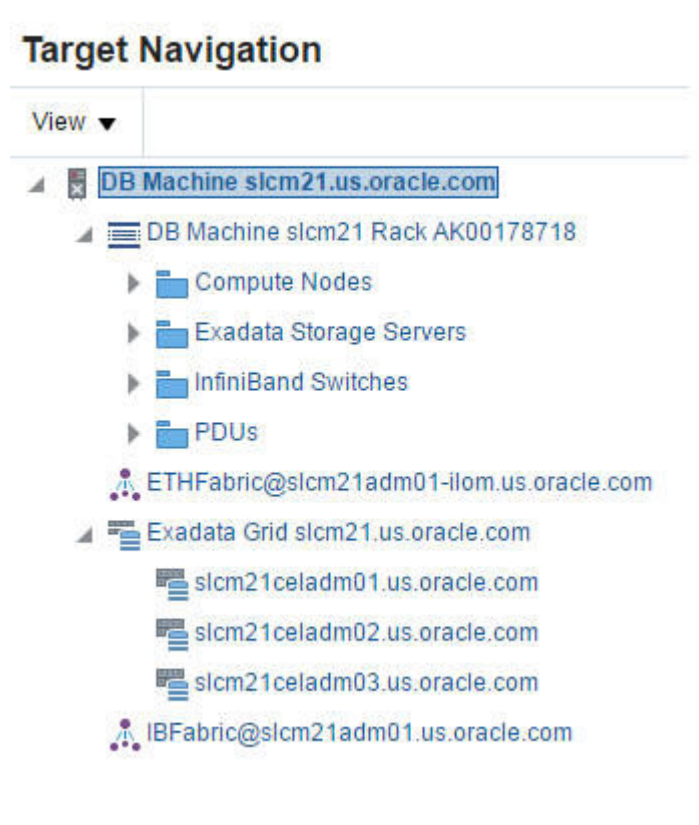 Target Navigation
View
DB Machine slcm21.us.oracle.com
DB Machine slcm21 Rack AK00178718
Compute Nodes
Exadata Storage Servers
InfiniBand Switches
PDUs
ETHFabric@slcm21adm01-ilom.us.oracle.com
Exadata Grid slcm21.us.oracle.com
slcm21celadm01.us.oracle.com
slcm21celadm02.us.oracle.com
slcm21celadm03.us.oracle.com
IBFabric@slcm21adm01.us.oracle.com